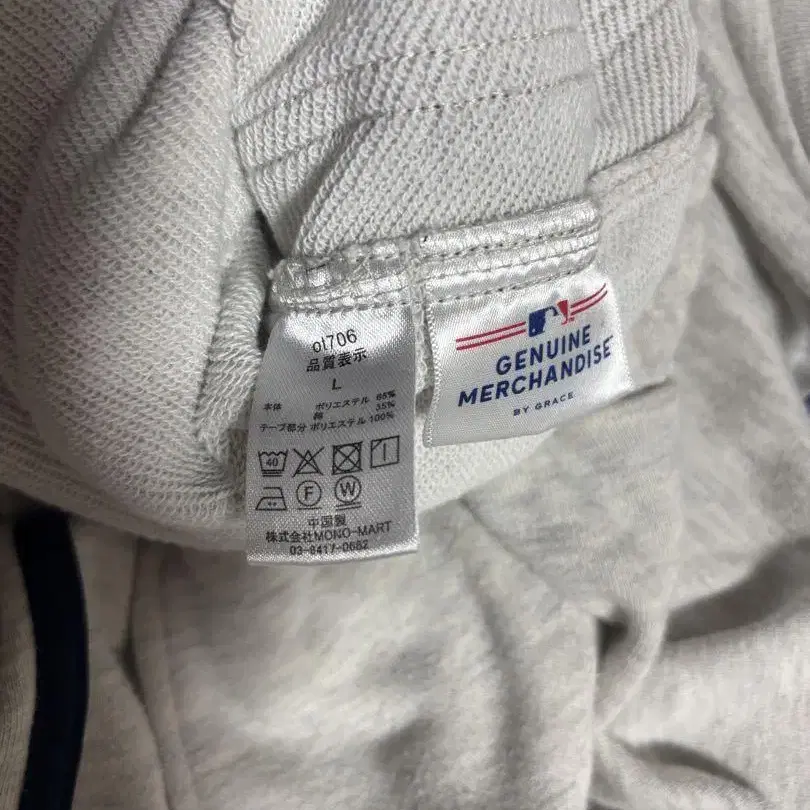 ol706
品質表示
L
本体 ポリエステル 65%
綿 35%
テープ部分 ポリエステル 100%
40
F
W
中国製
株式会社MONO-MART
03-8417-0682
GENUINE
MERCHANDISE
BY GRACE